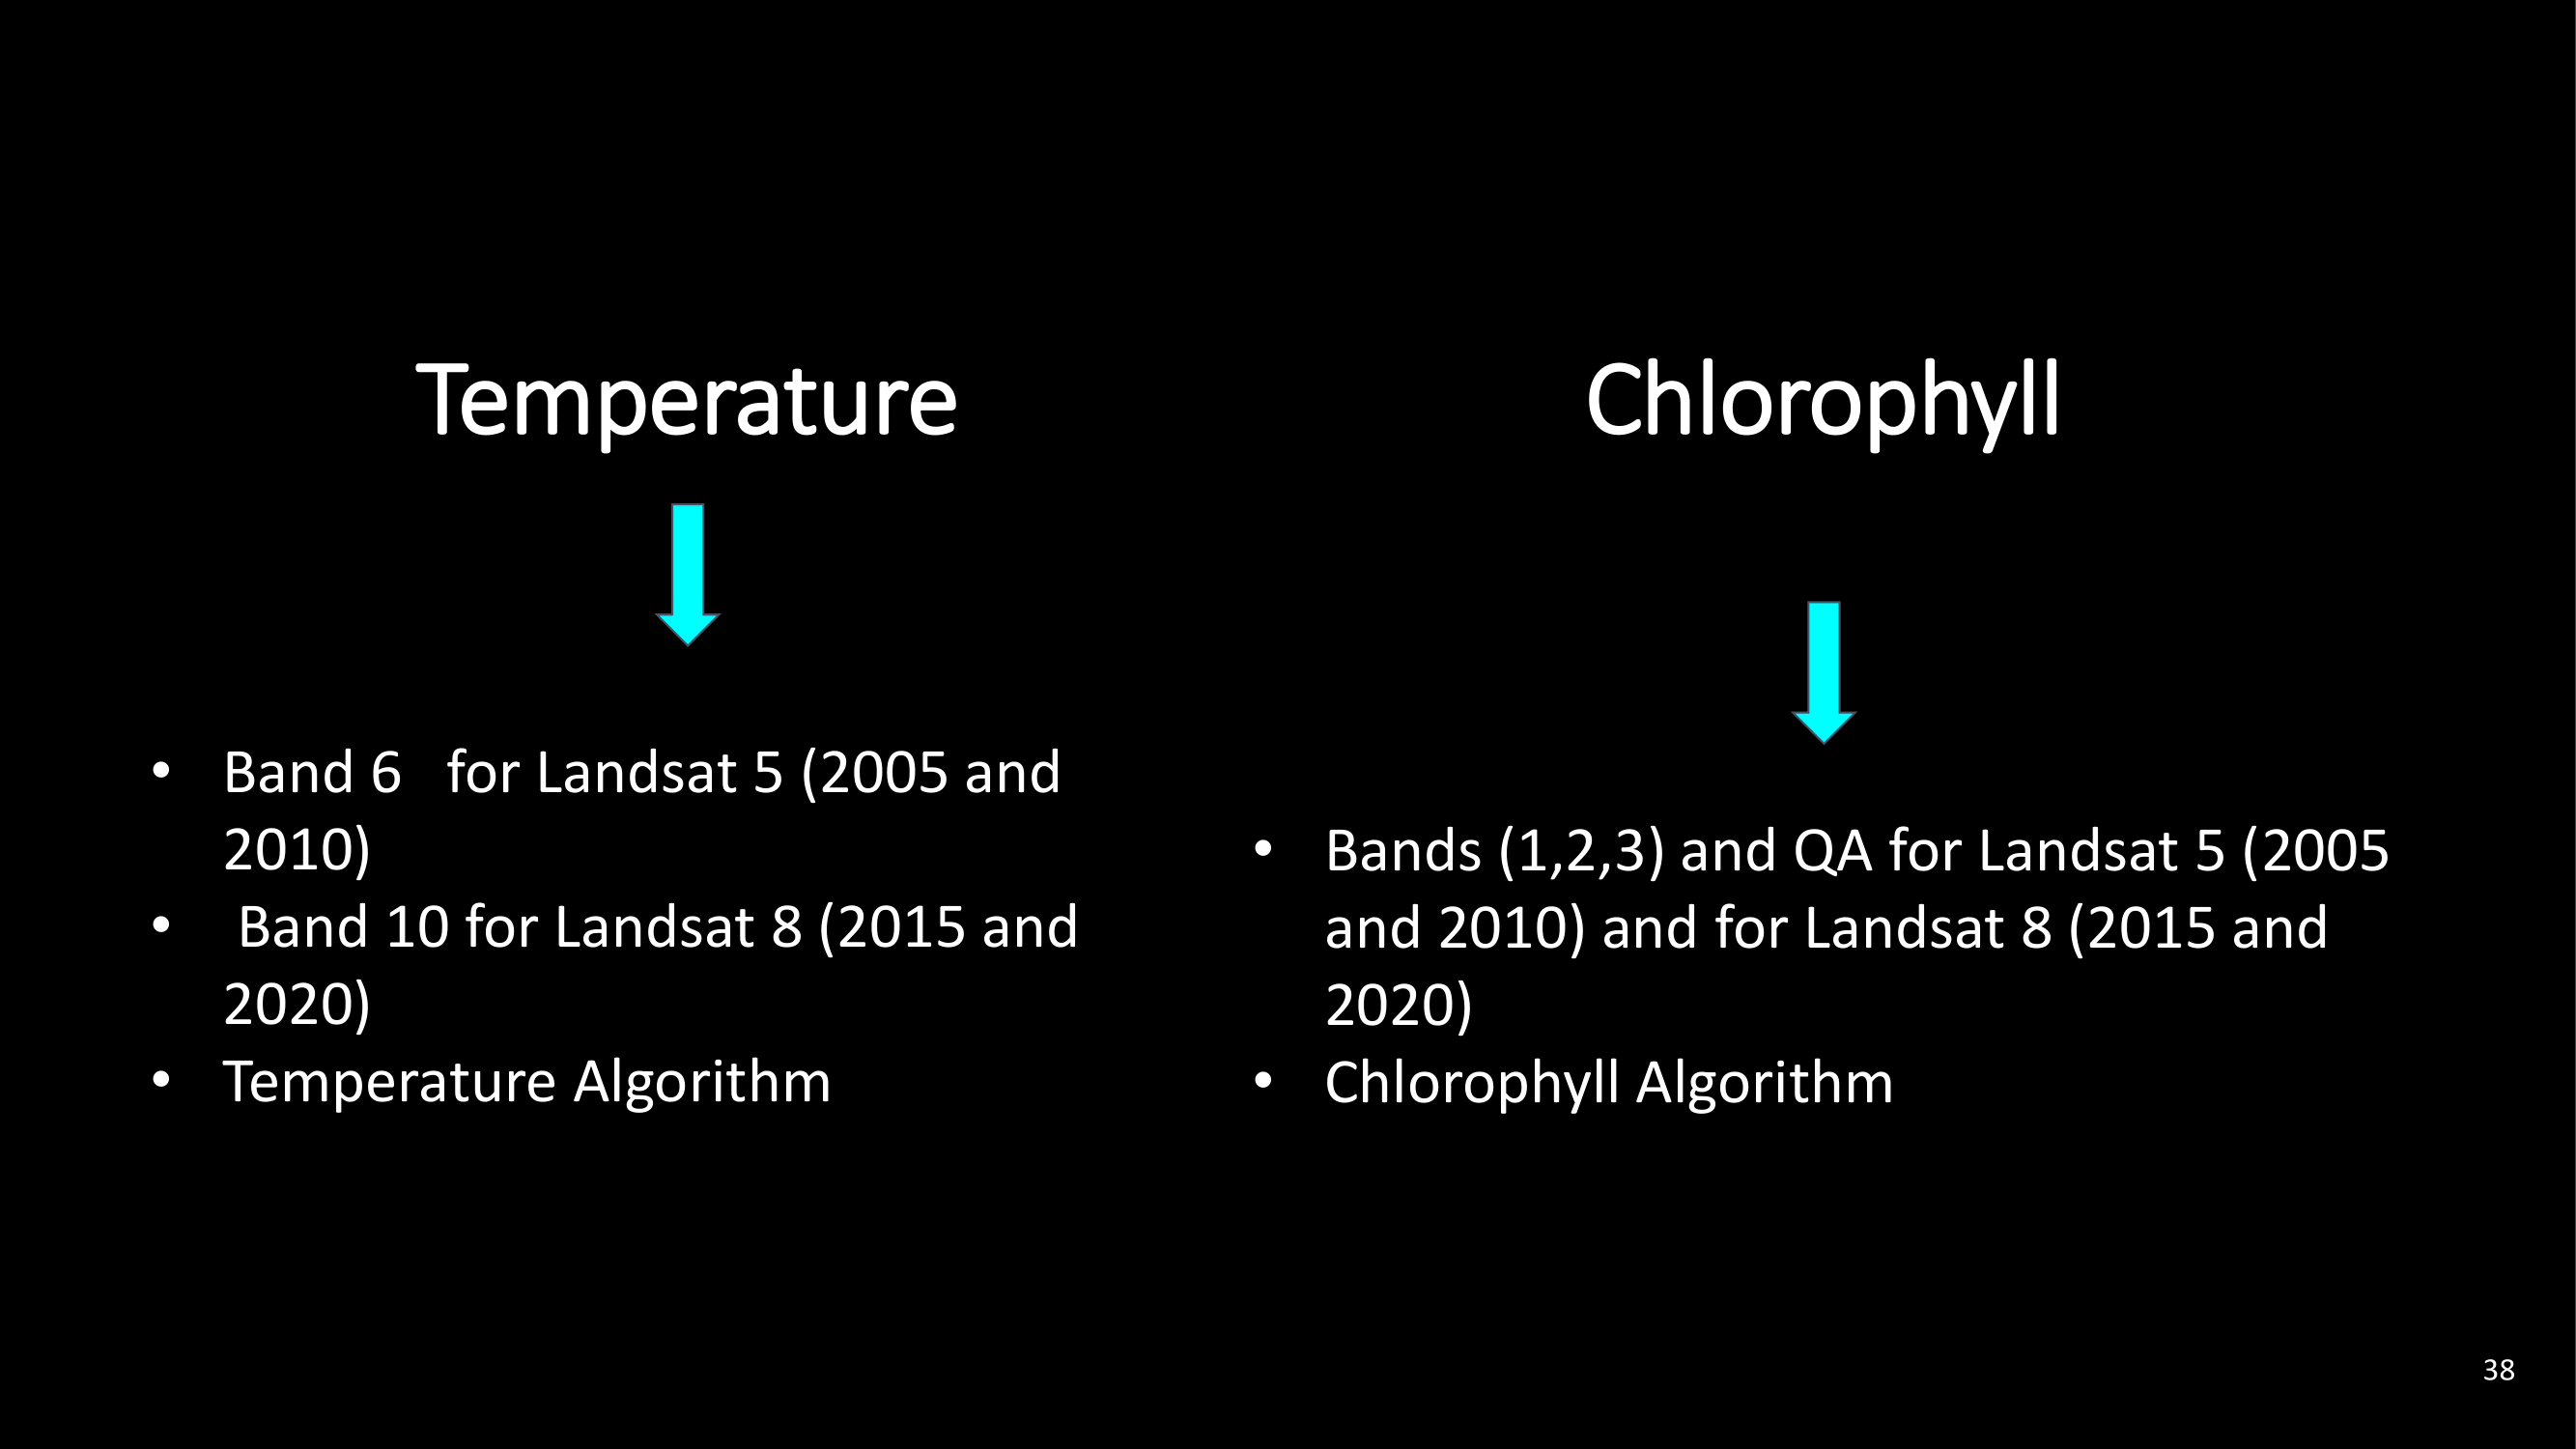 Temperature
• Band 6   for Landsat 5 (2005 and
2010)
• Band 10 for Landsat 8 (2015 and
2020)
• Temperature Algorithm
Chlorophyll
• Bands (1,2,3) and QA for Landsat 5 (2005
and 2010) and for Landsat 8 (2015 and
2020)
• Chlorophyll Algorithm
38